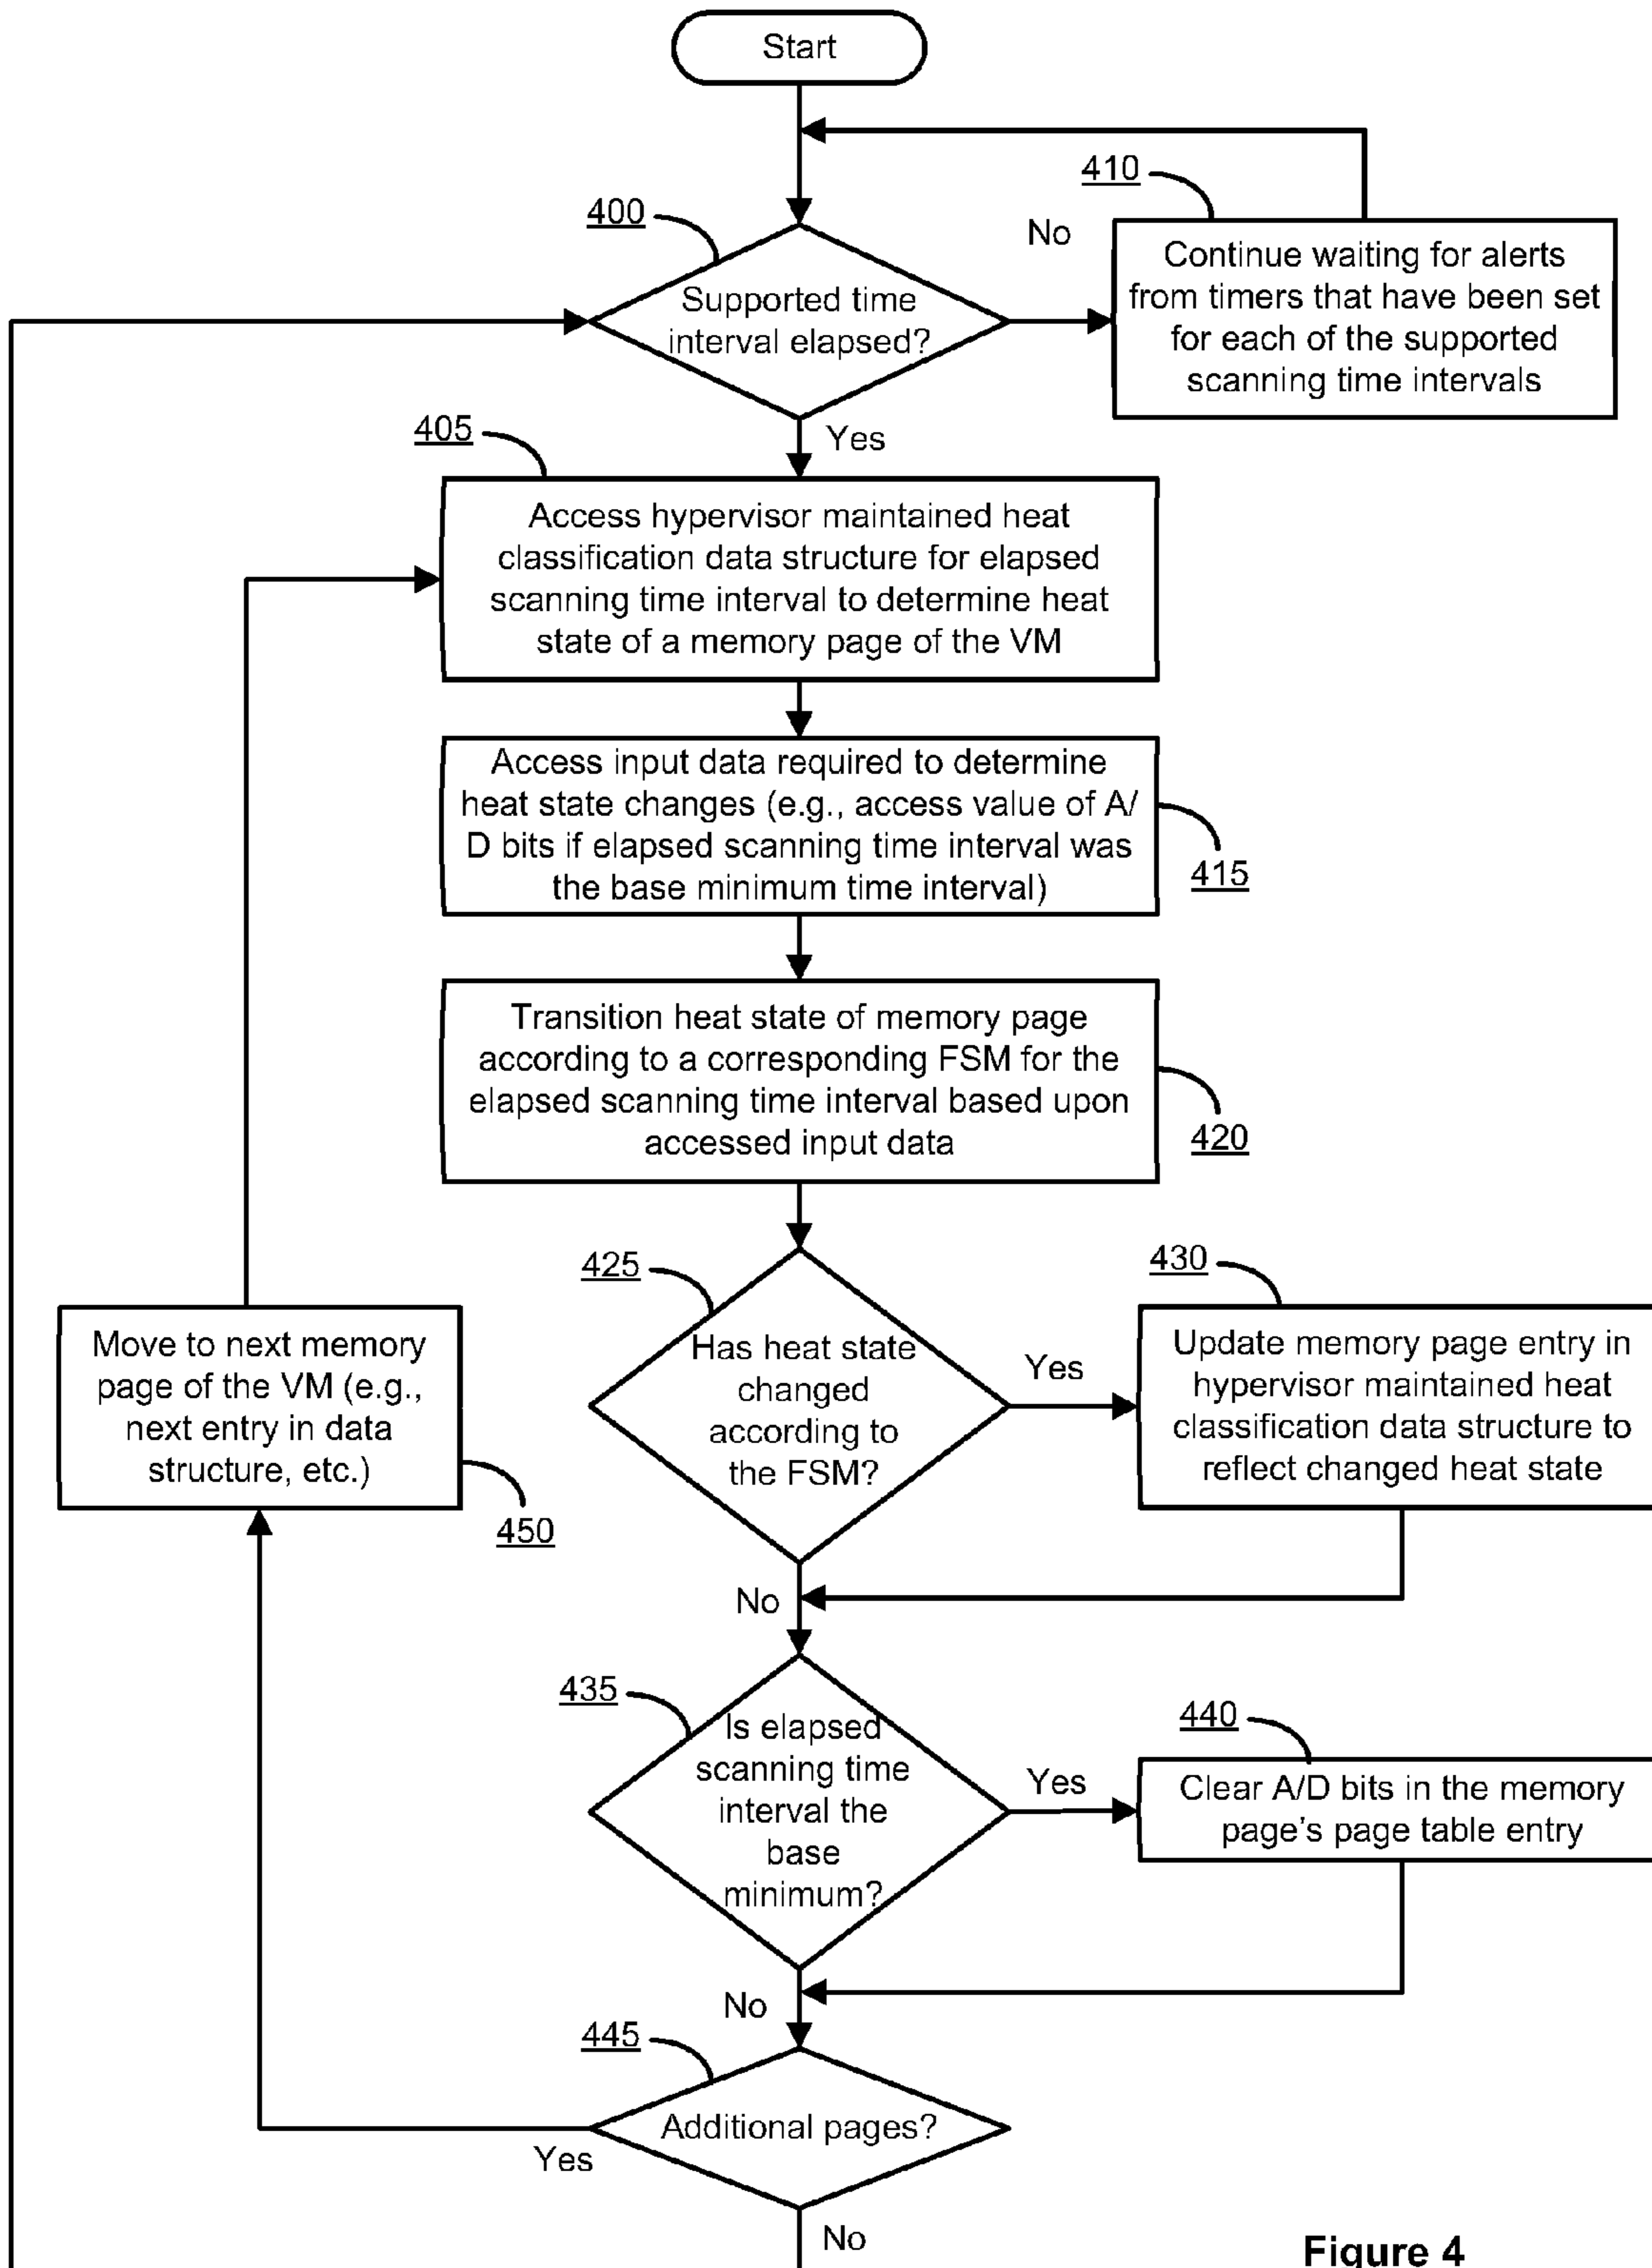 Start
410
400
No
Continue waiting for alerts
from timers that have been set
for each of the supported
scanning time intervals
Supported time
interval elapsed?
405
Yes
Access hypervisor maintained heat
classification data structure for elapsed
scanning time interval to determine heat
state of a memory page of the VM
Access input data required to determine
heat state changes (e.g., access value of A/
D bits if elapsed scanning time interval was
the base minimum time interval)
415
Transition heat state of memory page
according to a corresponding FSM for the
elapsed scanning time interval based upon
accessed input data
420
425
430
Move to next memory
page of the VM (e.g.,
next entry in data
structure, etc.)
450
Has heat state
changed
according to
the FSM?
Yes
Update memory page entry in
hypervisor maintained heat
classification data structure to
reflect changed heat state
No
435
Is elapsed
scanning time
interval the
base
minimum?
440
Yes
Clear A/D bits in the memory
page's page table entry
No
445
Additional pages?
Yes
No
Figure 4